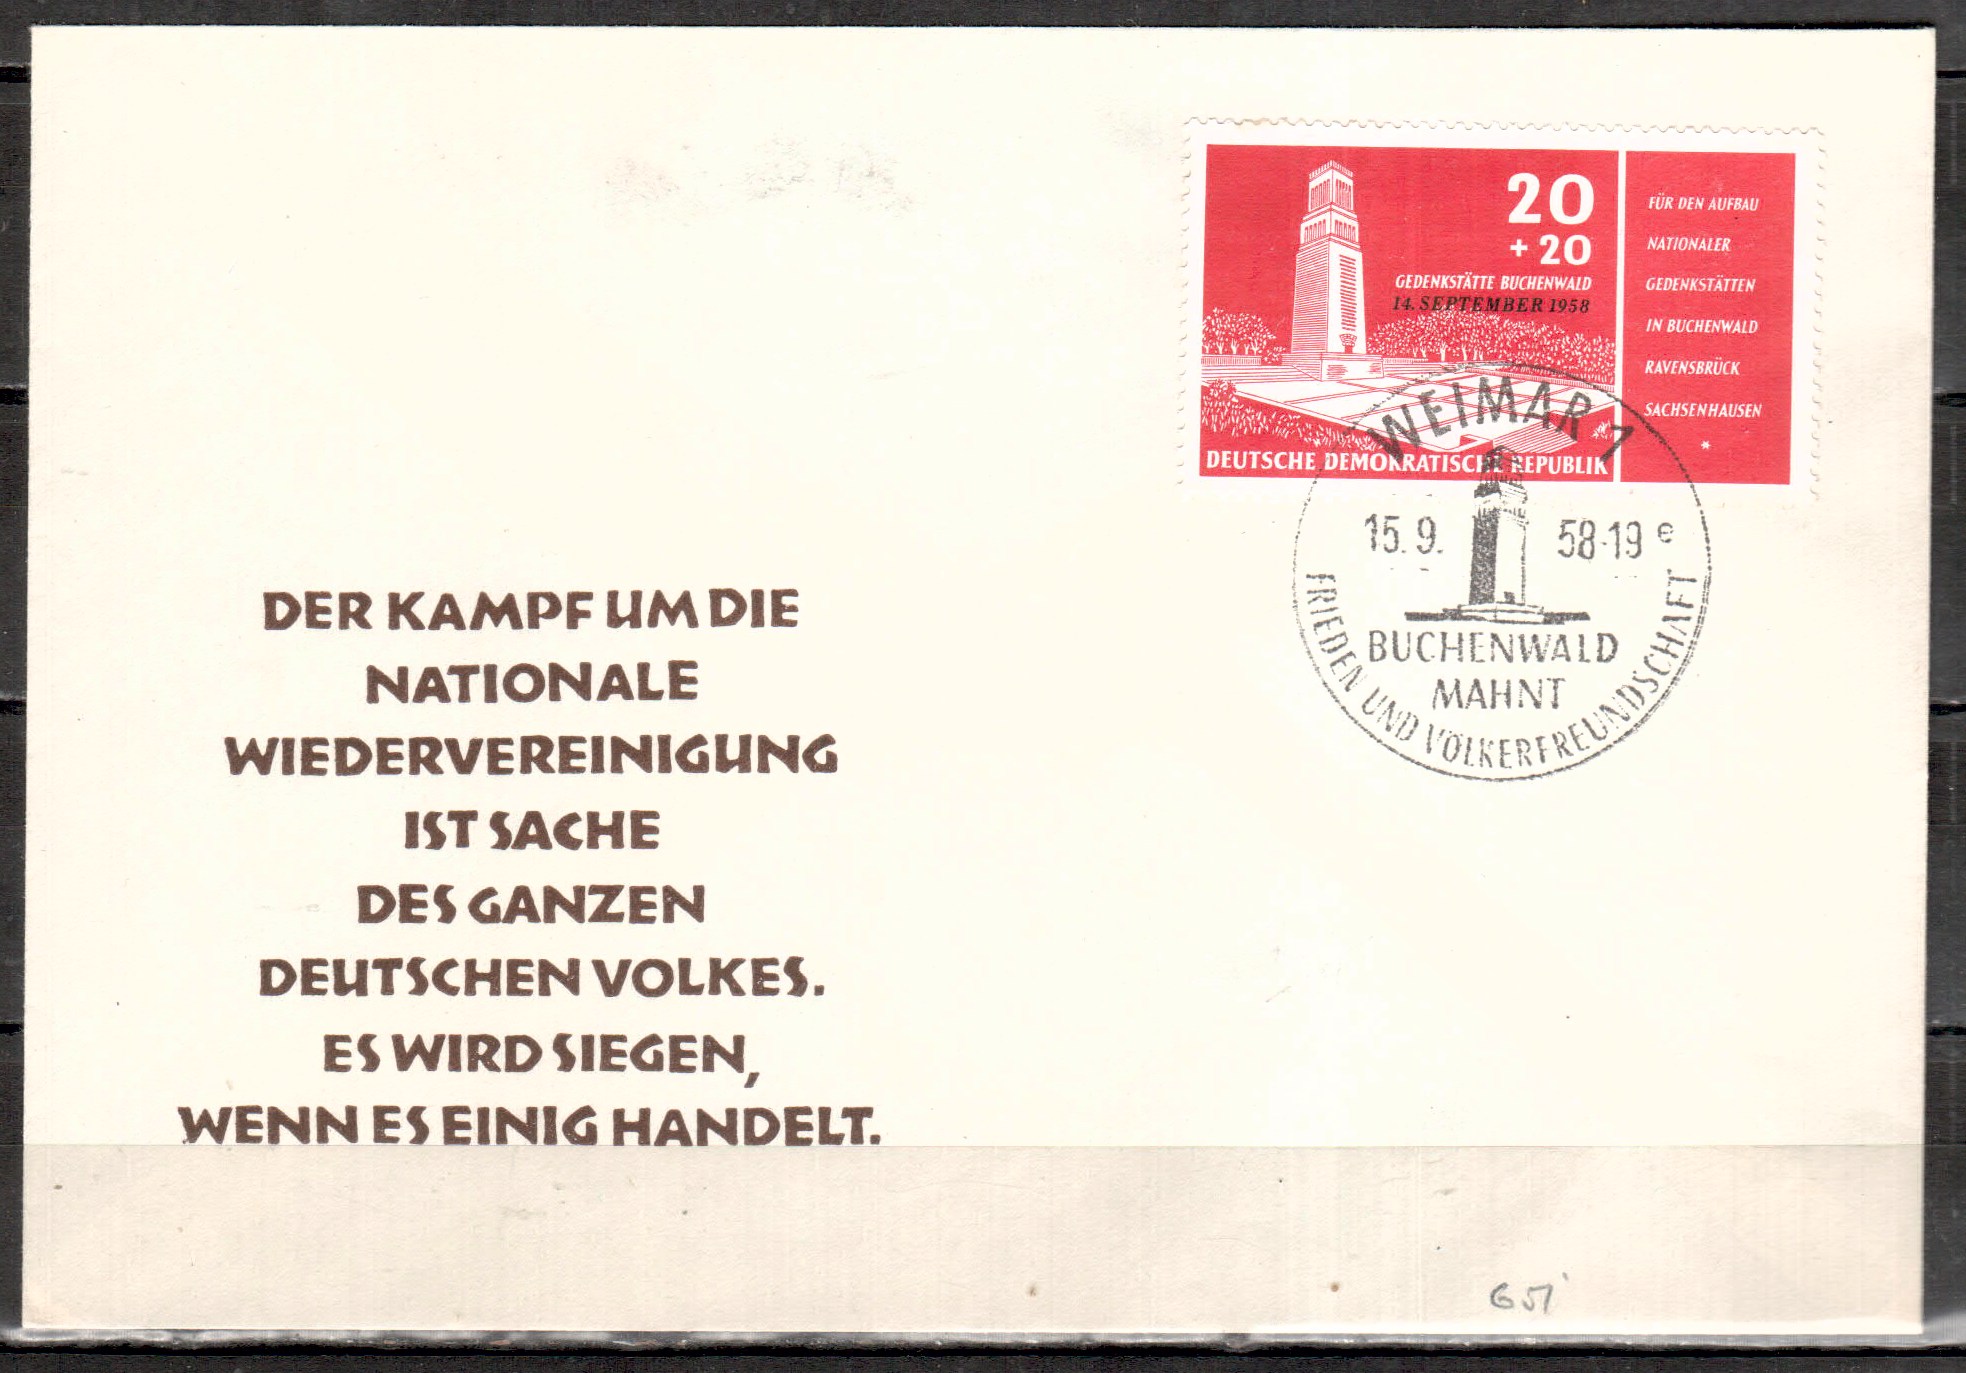 20
+ 20
GEDENKSTÄTTE BUCHENWALD
14. SEPTEMBER 1958
DEUTSCHE DEMOKRATISCHE REPUBLIK
FÜR DEN AUFBAU
NATIONALER
GEDENKSTÄTTEN
IN BUCHENWALD
RAVENSBRÜCK
SACHSENHAUSEN
*
WEIMAR 1
15. 9. 58-19 e
BUCHENWALD
MAHNT
FRIEDEN UND VÖLKERFREUNDSCHAFT
DER KAMPF UM DIE
NATIONALE
WIEDERVEREINIGUNG
IST SACHE
DES GANZEN
DEUTSCHEN VOLKES.
ES WIRD SIEGEN,
WENN ES EINIG HANDELT.